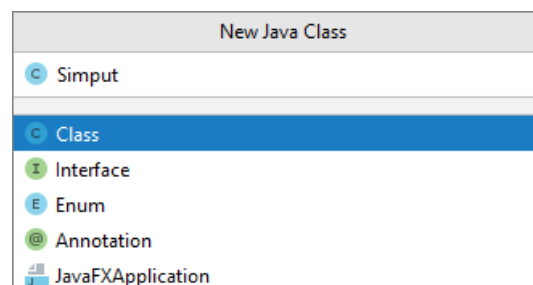 New Java Class
C Simput
C Class
I Interface
E Enum
@ Annotation
J JavaFXApplication